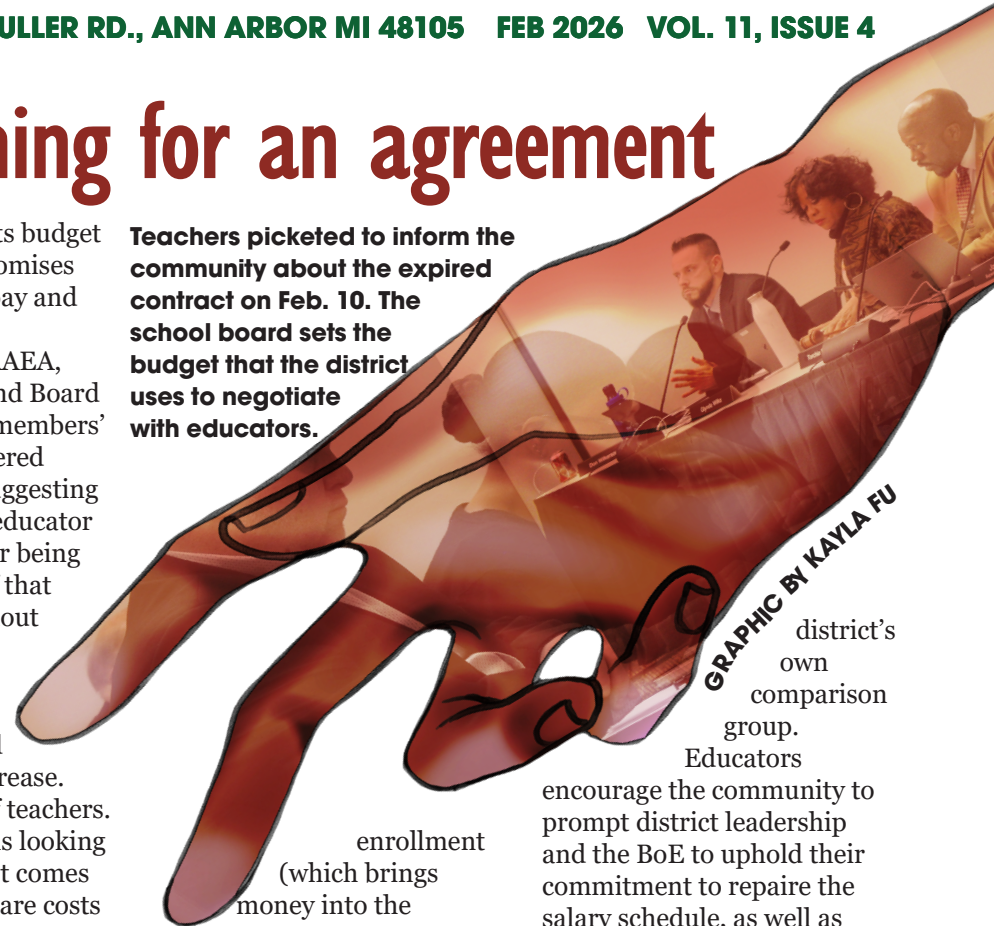 ULLER RD., ANN ARBOR MI 48105 FEB 2026 VOL. 11, ISSUE 4
ning for an agreement
ts budget
omises
ay and
AEA,
nd Board
members’
ered
ggesting
educator
r being
that
out
rease.
teachers.
s looking
t comes
are costs
Teachers picketed to inform the
community about the expired
contract on Feb. 10. The
school board sets the
budget that the district
uses to negotiate
with educators.
GRAPHIC By KAYLA FU
enrollment
(which brings
money into the
district’s
own
comparison
group.
Educators
encourage the community to
prompt district leadership
and the BoE to uphold their
commitment to repaire the
salary schedule, as well as